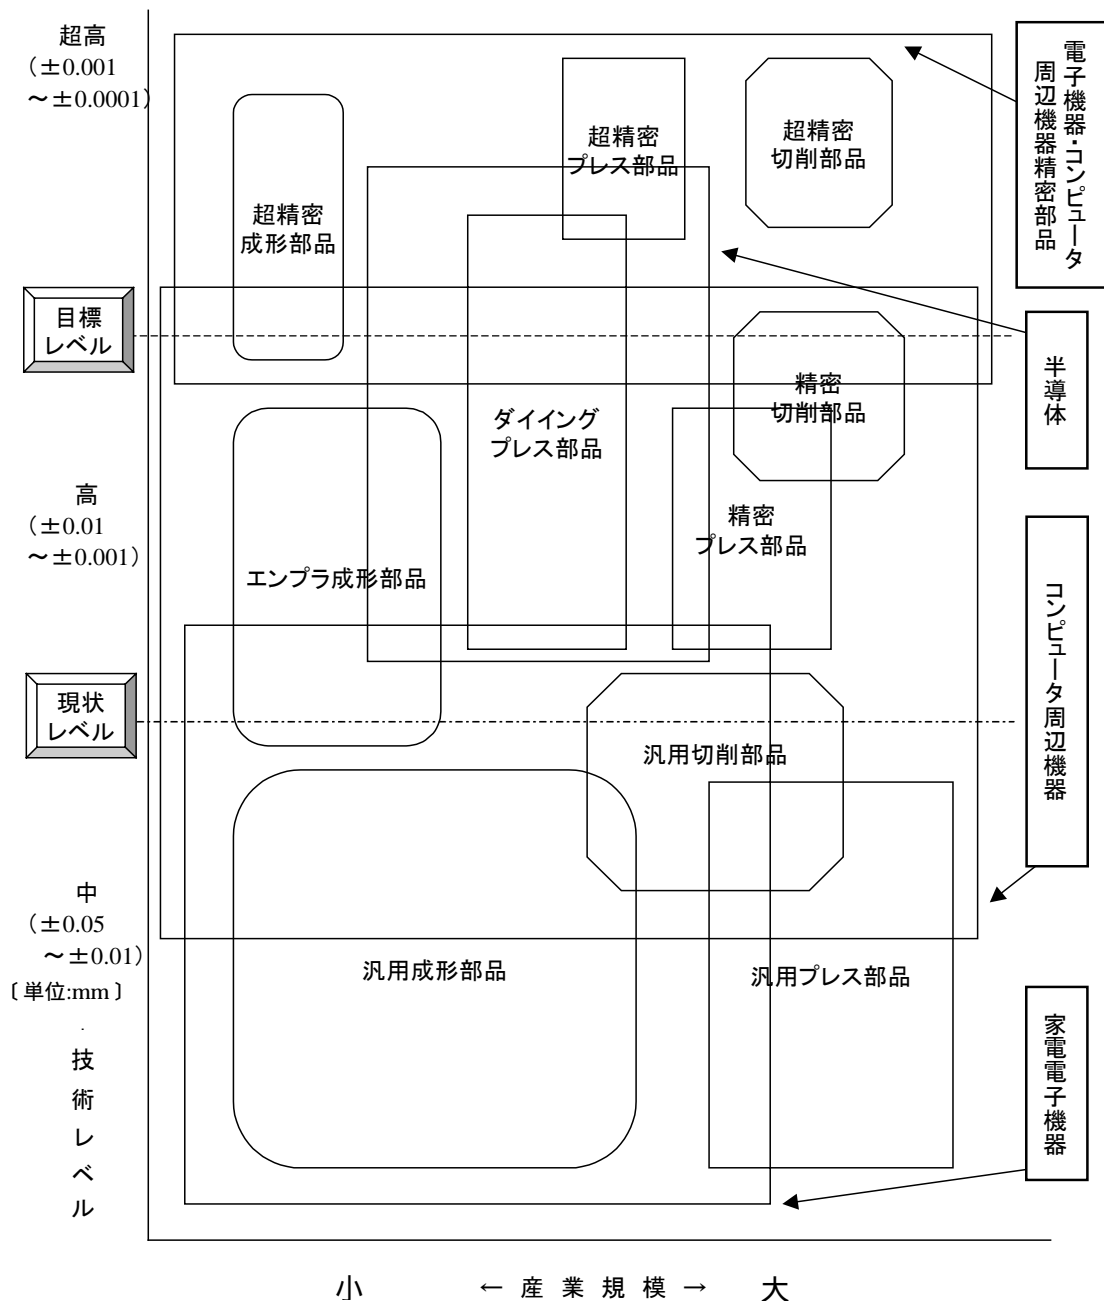 超高
（±0.001
～±0.0001）
電子機器・コンピュータ
周辺機器精密部品
超精密
プレス部品
超精密
切削部品
超精密
成形部品
目標
レベル
半導体
精密
切削部品
ダイイング
プレス部品
高
（±0.01
～±0.001）
精密
プレス部品
エンプラ成形部品
コンピュータ周辺機器
現状
レベル
汎用切削部品
中
（±0.05
～±0.01）
〔単位:mm〕
汎用成形部品
汎用プレス部品
家電電子機器
技術レベル
小 ← 産業規模 → 大